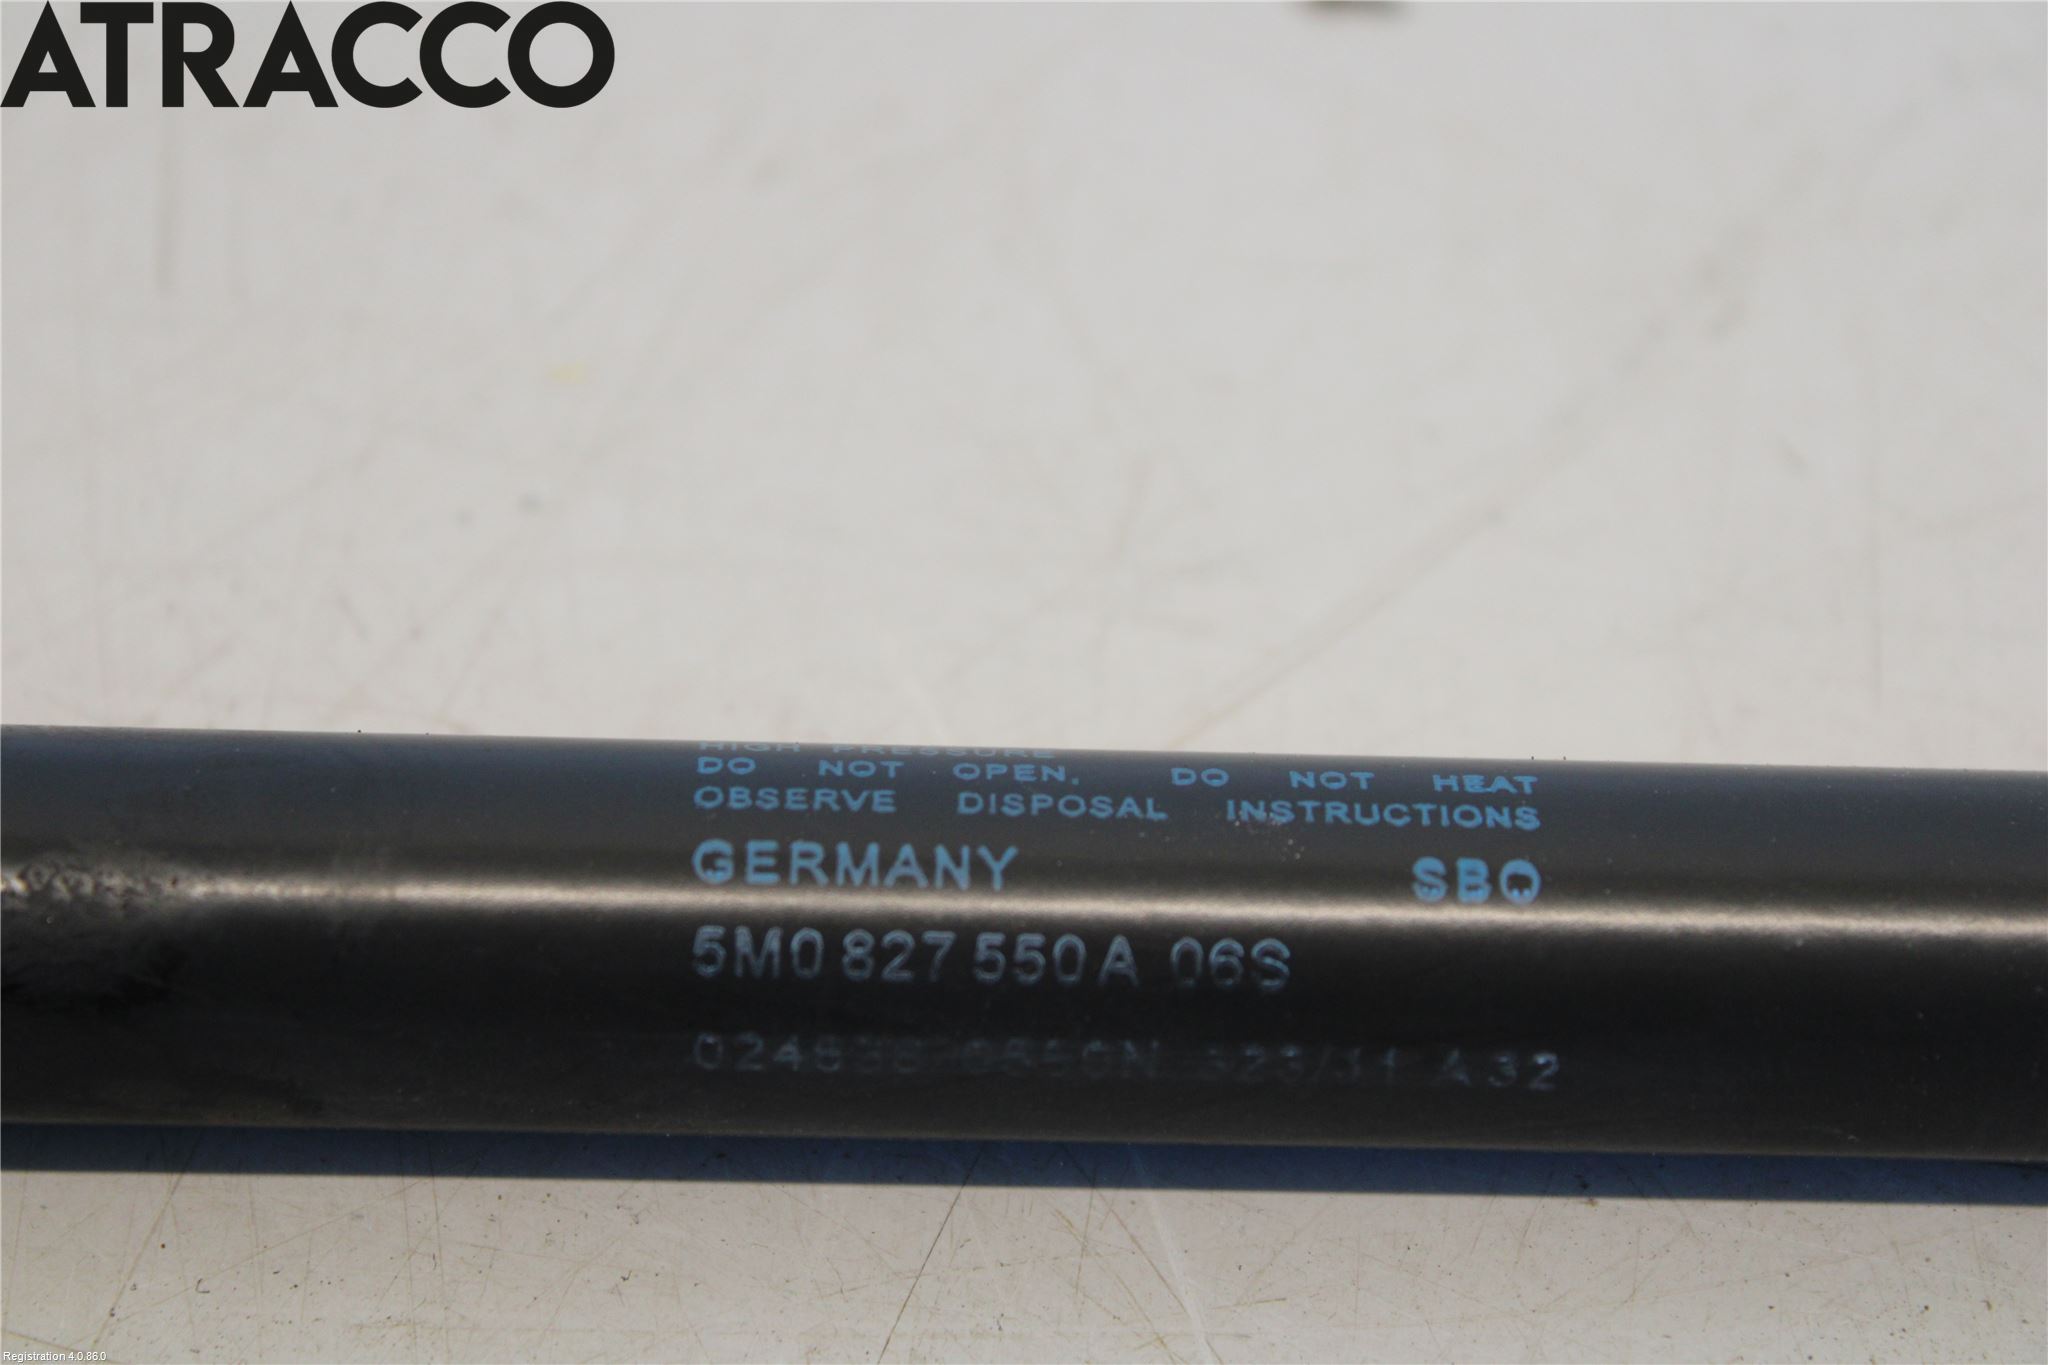 ATRACCO
HIGH PRESSURE
DO NOT OPEN. DO NOT HEAT
OBSERVE DISPOSAL INSTRUCTIONS
GERMANY SBO
5M0 827 550 A 06S
A 32
Registration 4.0.86.0